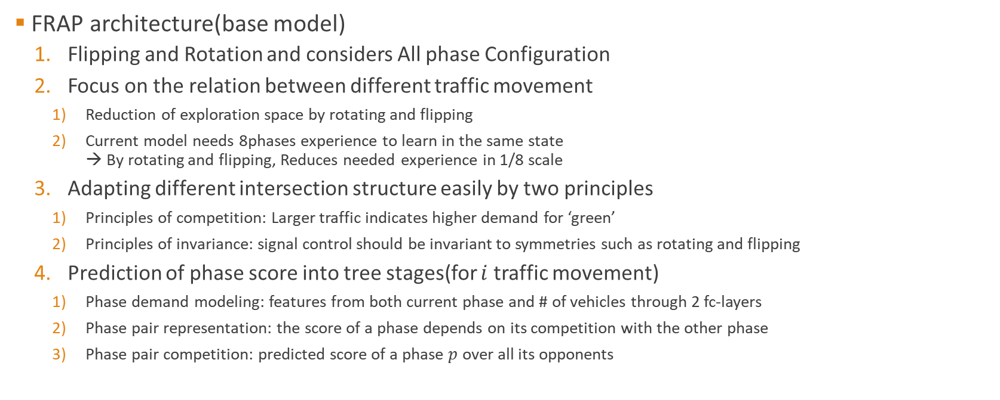 ▪ FRAP architecture(base model)
1. Flipping and Rotation and considers All phase Configuration
2. Focus on the relation between different traffic movement
1) Reduction of exploration space by rotating and flipping
2) Current model needs 8phases experience to learn in the same state
→ By rotating and flipping, Reduces needed experience in 1/8 scale
3. Adapting different intersection structure easily by two principles
1) Principles of competition: Larger traffic indicates higher demand for ‘green’
2) Principles of invariance: signal control should be invariant to symmetries such as rotating and flipping
4. Prediction of phase score into tree stages(for i traffic movement)
1) Phase demand modeling: features from both current phase and # of vehicles through 2 fc-layers
2) Phase pair representation: the score of a phase depends on its competition with the other phase
3) Phase pair competition: predicted score of a phase p over all its opponents